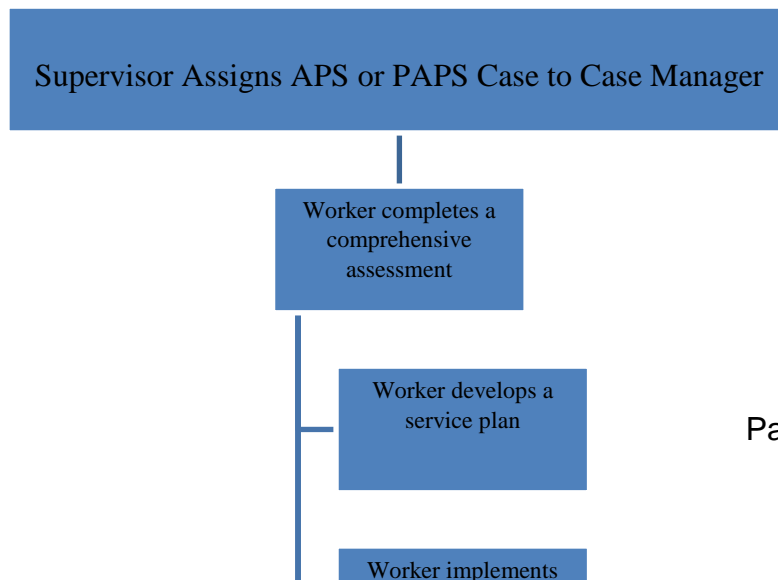 Supervisor Assigns APS or PAPS Case to Case Manager
Worker completes a
comprehensive
assessment
Worker develops a
service plan
Pa
Worker implements